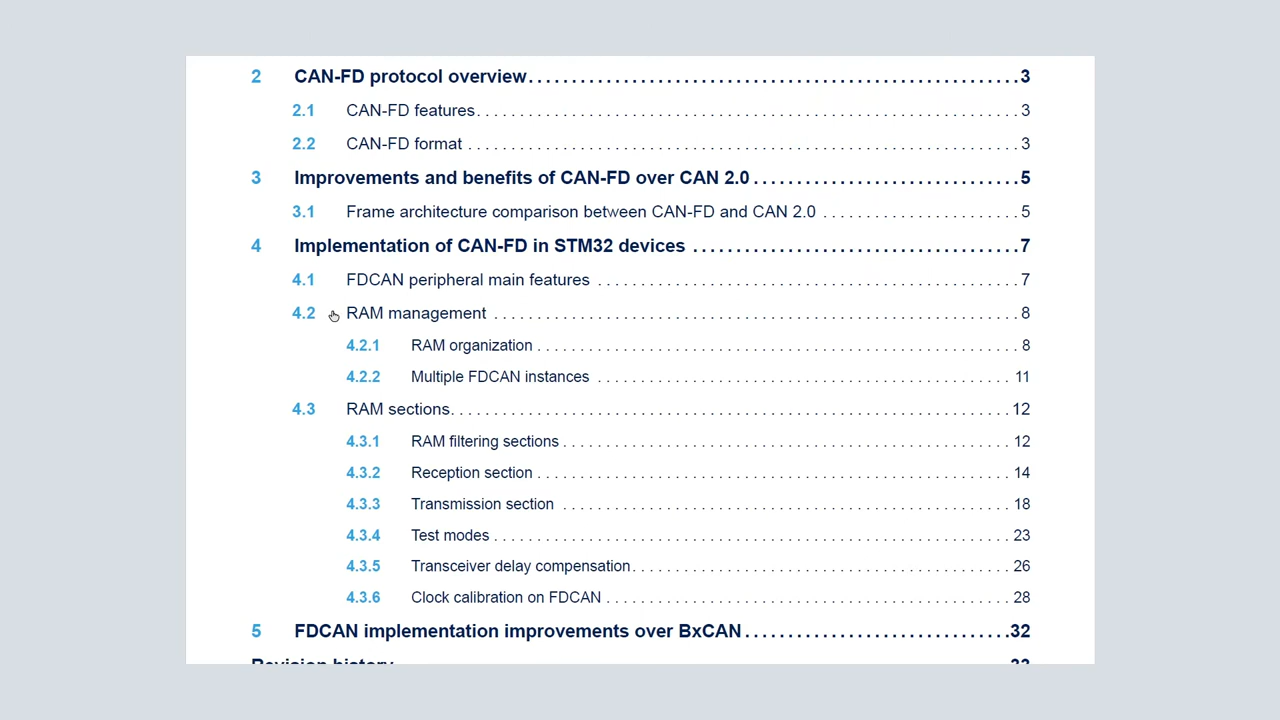 2 CAN-FD protocol overview 3
2.1 CAN-FD features 3
2.2 CAN-FD format 3
3 Improvements and benefits of CAN-FD over CAN 2.0 5
3.1 Frame architecture comparison between CAN-FD and CAN 2.0 5
4 Implementation of CAN-FD in STM32 devices 7
4.1 FDCAN peripheral main features 7
4.2 RAM management 8
4.2.1 RAM organization 8
4.2.2 Multiple FDCAN instances 11
4.3 RAM sections 12
4.3.1 RAM filtering sections 12
4.3.2 Reception section 14
4.3.3 Transmission section 18
4.3.4 Test modes 23
4.3.5 Transceiver delay compensation 26
4.3.6 Clock calibration on FDCAN 28
5 FDCAN implementation improvements over BxCAN 32
Revision history 33